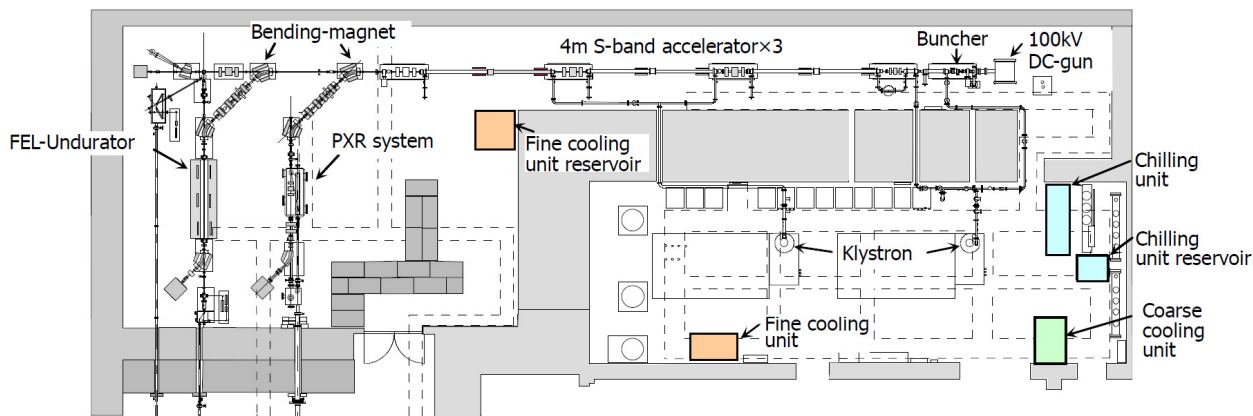 Bending-magnet
4m S-band accelerator×3
Buncher
100kV
DC-gun
FEL-Undurator
PXR system
Fine cooling
unit reservoir
Chilling
unit
Klystron
Chilling
unit reservoir
Fine cooling
unit
Coarse
cooling
unit